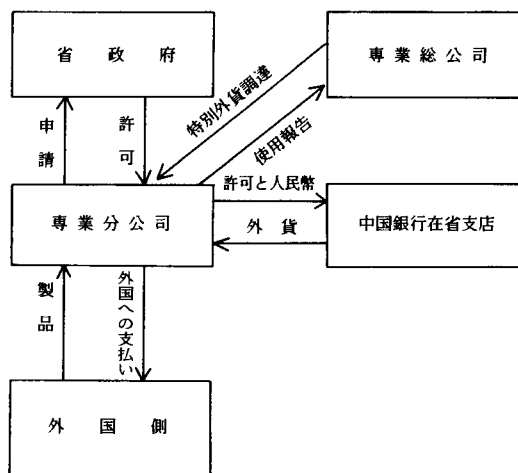 省政府
専業総公司
特別外貨調達
使用報告
申請
許可
許可と人民幣
専業分公司
中国銀行在省支店
外貨
製品
外国への支払い
外国側